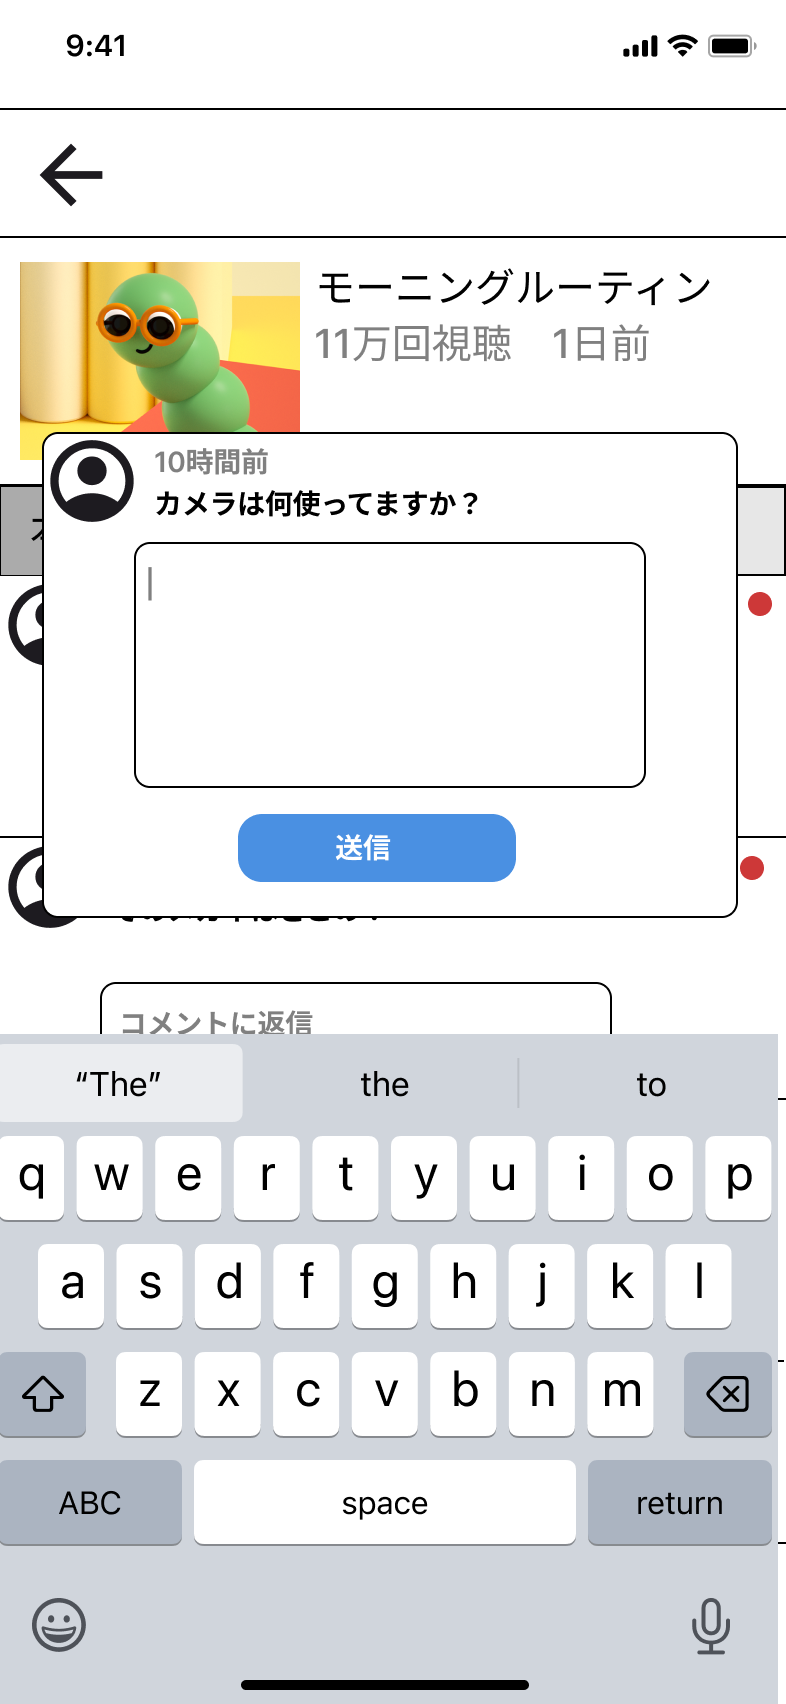 9:41
モーニングルーティン
11万回視聴　1日前
10時間前
カメラは何使ってますか？
送信
コメントに返信
“The” the to
q w e r t y u i o p
a s d f g h j k l
z x c v b n m
ABC space return